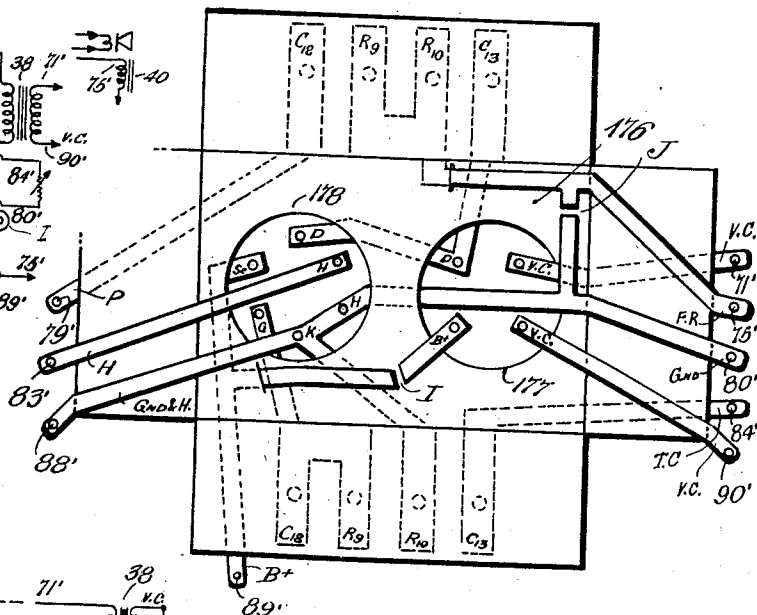 38 71'
75' 40
V.C.
90'
84'
80' I
75'
89'
C12 R9 R10 C13
176 J
178
D P V.C. V.C.
Sc H 71'
P G H F.R. 75'
79' K B+ V.C.
H I GND 80'
83' GND & H. 177
84'
88' T.C V.C. 90'
C12 R9 R10 C13
B+
89'
71' 38 V.C.